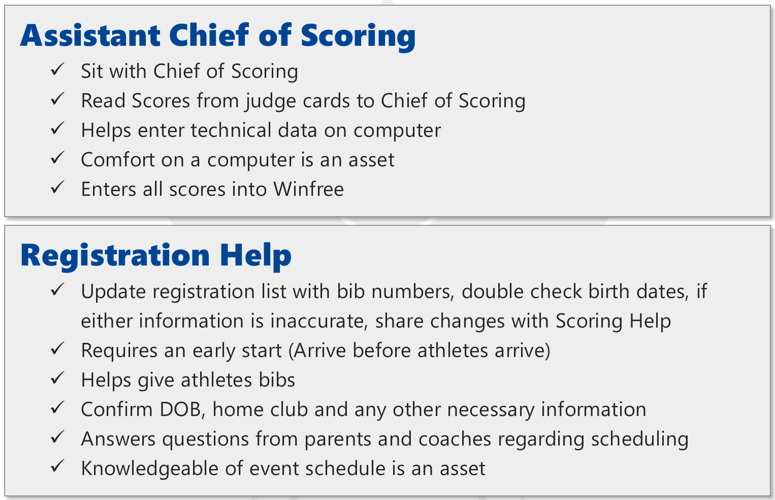 Assistant Chief of Scoring
✓ Sit with Chief of Scoring
✓ Read Scores from judge cards to Chief of Scoring
✓ Helps enter technical data on computer
✓ Comfort on a computer is an asset
✓ Enters all scores into Winfree
Registration Help
✓ Update registration list with bib numbers, double check birth dates, if
either information is inaccurate, share changes with Scoring Help
✓ Requires an early start (Arrive before athletes arrive)
✓ Helps give athletes bibs
✓ Confirm DOB, home club and any other necessary information
✓ Answers questions from parents and coaches regarding scheduling
✓ Knowledgeable of event schedule is an asset